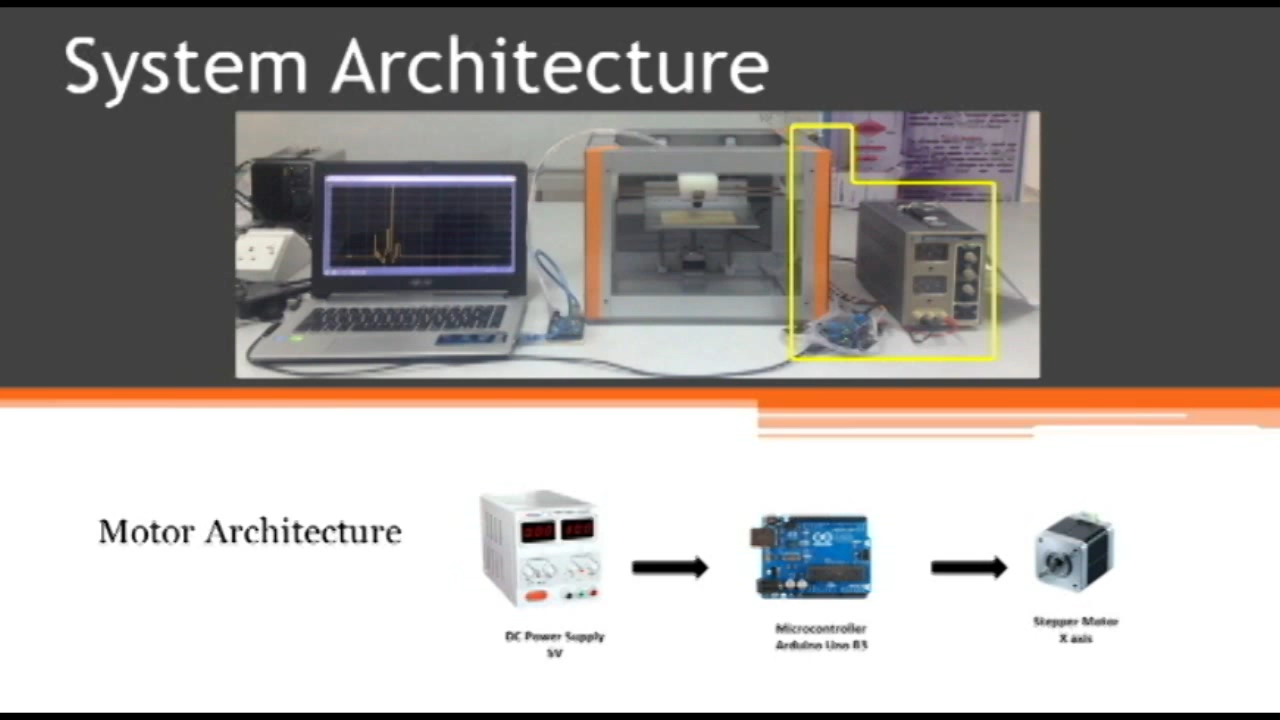 System Architecture
Motor Architecture
DC Power Supply
5V
Microcontroller
Arduino Uno R3
Stepper Motor
X axis